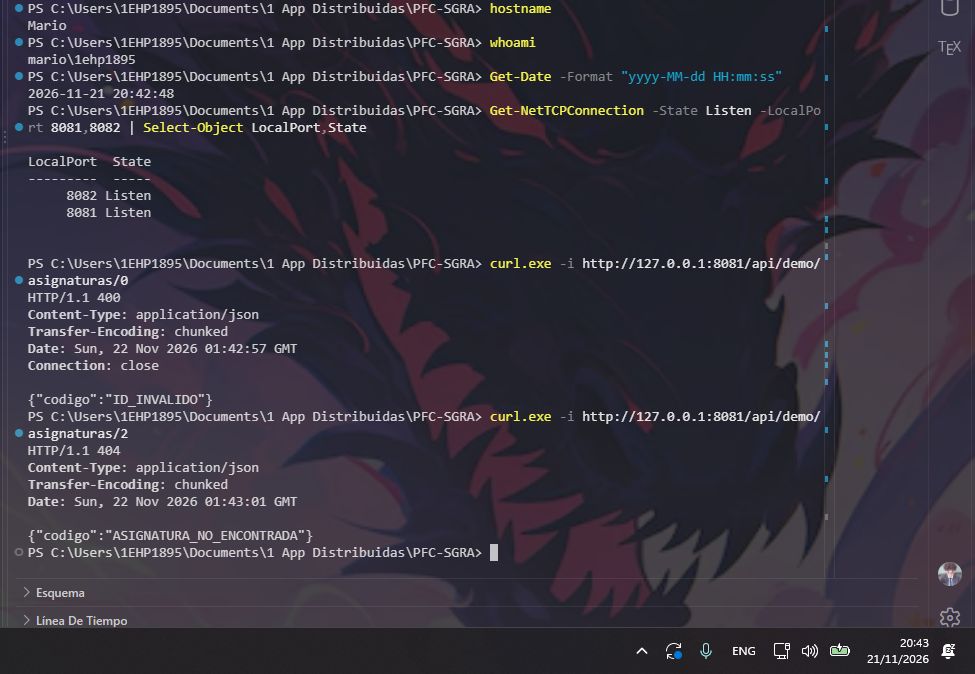 PS C:\Users\1EHP1895\Documents\1 App Distribuidas\PFC-SGRA> hostname
Mario
PS C:\Users\1EHP1895\Documents\1 App Distribuidas\PFC-SGRA> whoami
mario\1ehp1895
PS C:\Users\1EHP1895\Documents\1 App Distribuidas\PFC-SGRA> Get-Date -Format "yyyy-MM-dd HH:mm:ss"
2026-11-21 20:42:48
PS C:\Users\1EHP1895\Documents\1 App Distribuidas\PFC-SGRA> Get-NetTCPConnection -State Listen -LocalPo
rt 8081,8082 | Select-Object LocalPort,State
LocalPort  State
---------  -----
8082 Listen
8081 Listen
PS C:\Users\1EHP1895\Documents\1 App Distribuidas\PFC-SGRA> curl.exe -i http://127.0.0.1:8081/api/demo/
asignaturas/0
HTTP/1.1 400
Content-Type: application/json
Transfer-Encoding: chunked
Date: Sun, 22 Nov 2026 01:42:57 GMT
Connection: close
{"codigo":"ID_INVALIDO"}
PS C:\Users\1EHP1895\Documents\1 App Distribuidas\PFC-SGRA> curl.exe -i http://127.0.0.1:8081/api/demo/
asignaturas/2
HTTP/1.1 404
Content-Type: application/json
Transfer-Encoding: chunked
Date: Sun, 22 Nov 2026 01:43:01 GMT
{"codigo":"ASIGNATURA_NO_ENCONTRADA"}
PS C:\Users\1EHP1895\Documents\1 App Distribuidas\PFC-SGRA>
TEX
Esquema
Línea De Tiempo
ENG
20:43
21/11/2026